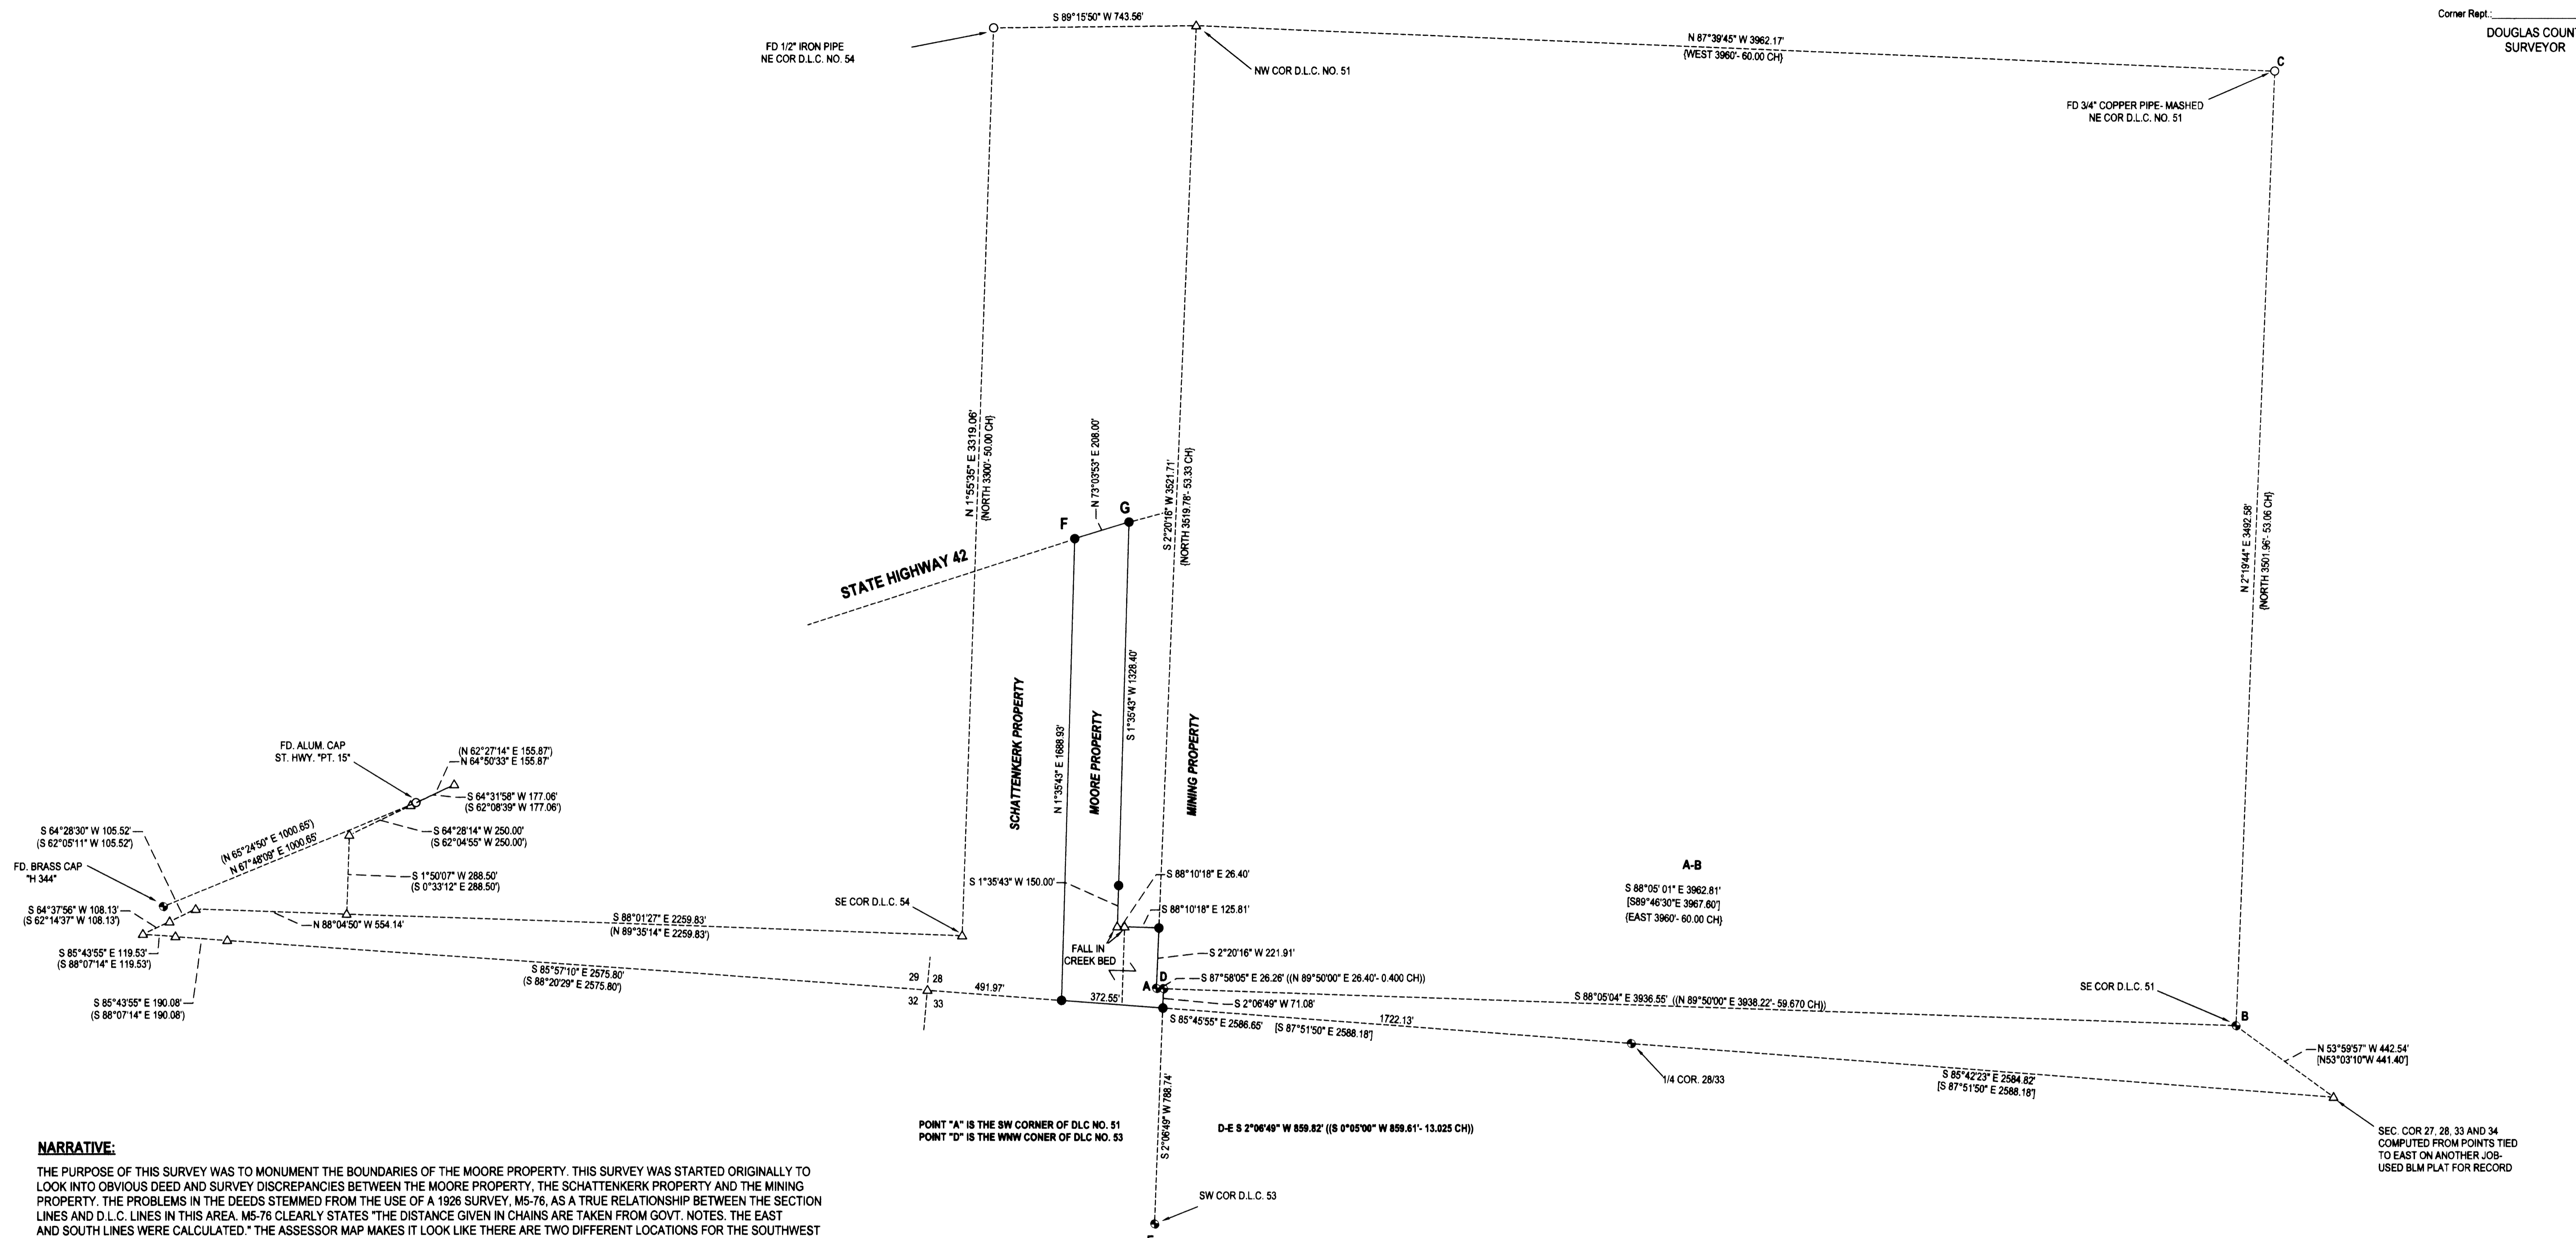 S 89°15'50" W 743.56'
Corner Rept.:
DOUGLAS COUN
SURVEYOR
FD 1/2" IRON PIPE
NE COR D.L.C. NO. 54
N 87°39'45" W 3962.17'
{WEST 3960'- 60.00 CH}
NW COR D.L.C. NO. 51
C
FD 3/4" COPPER PIPE- MASHED
NE COR D.L.C. NO. 51
N 1°55'35" E 3319.06'
{NORTH 3300'- 50.00 CH}
N 73°03'53" E 208.00'
S 2°20'16" W 3521.71'
{NORTH 3519.78'- 53.33 CH}
N 2°19'44" E 3492.58'
{NORTH 3501.96'- 53.06 CH}
F
G
STATE HIGHWAY 42
SCHATTENKERK PROPERTY
N 1°35'43" E 1688.93'
MOORE PROPERTY
S 1°35'43" W 1328.40'
MINING PROPERTY
FD. ALUM. CAP
ST. HWY. "PT. 15"
(N 62°27'14" E 155.87')
N 64°50'33" E 155.87'
S 64°31'58" W 177.06'
(S 62°08'39" W 177.06')
S 64°28'30" W 105.52'
(S 62°05'11" W 105.52')
(N 65°24'50" E 1000.65')
N 67°48'09" E 1000.65'
S 64°28'14" W 250.00'
(S 62°04'55" W 250.00')
FD. BRASS CAP
"H 344"
S 1°50'07" W 288.50'
(S 0°33'12" E 288.50')
S 64°37'56" W 108.13'
(S 62°14'37" W 108.13')
N 88°04'50" W 554.14'
S 88°01'27" E 2259.83'
(N 89°35'14" E 2259.83')
SE COR D.L.C. 54
S 85°43'55" E 119.53'
(S 88°07'14" E 119.53')
S 85°43'55" E 190.08'
(S 88°07'14" E 190.08')
S 85°57'10" E 2575.80'
(S 88°20'29" E 2575.80')
29 28
32 33
491.97'
372.55'
S 1°35'43" W 150.00'
S 88°10'18" E 26.40'
S 88°10'18" E 125.81'
FALL IN
CREEK BED
S 2°20'16" W 221.91'
A
D
S 87°58'05" E 26.26' ((N 89°50'00" E 26.40'- 0.400 CH))
S 2°06'49" W 71.08'
A-B
S 88°05' 01" E 3962.81'
[S89°46'30"E 3967.60']
{EAST 3960'- 60.00 CH}
S 88°05'04" E 3936.55' ((N 89°50'00" E 3938.22'- 59.670 CH))
SE COR D.L.C. 51
B
S 85°45'55" E 2586.65' [S 87°51'50" E 2588.18']
1722.13'
1/4 COR. 28/33
S 85°42'23" E 2584.82'
[S 87°51'50" E 2588.18']
N 53°59'57" W 442.54'
[N53°03'10"W 441.40']
SEC. COR 27, 28, 33 AND 34
COMPUTED FROM POINTS TIED
TO EAST ON ANOTHER JOB-
USED BLM PLAT FOR RECORD
S 2°06'49" W 788.74'
POINT "A" IS THE SW CORNER OF DLC NO. 51
POINT "D" IS THE WNW CONER OF DLC NO. 53
D-E S 2°06'49" W 859.82' ((S 0°05'00" W 859.61'- 13.025 CH))
SW COR D.L.C. 53
NARRATIVE:
THE PURPOSE OF THIS SURVEY WAS TO MONUMENT THE BOUNDARIES OF THE MOORE PROPERTY. THIS SURVEY WAS STARTED ORIGINALLY TO
LOOK INTO OBVIOUS DEED AND SURVEY DISCREPANCIES BETWEEN THE MOORE PROPERTY, THE SCHATTENKERK PROPERTY AND THE MINING
PROPERTY. THE PROBLEMS IN THE DEEDS STEMMED FROM THE USE OF A 1926 SURVEY, M5-76, AS A TRUE RELATIONSHIP BETWEEN THE SECTION
LINES AND D.L.C. LINES IN THIS AREA. M5-76 CLEARLY STATES "THE DISTANCE GIVEN IN CHAINS ARE TAKEN FROM GOVT. NOTES. THE EAST
AND SOUTH LINES WERE CALCULATED." THE ASSESSOR MAP MAKES IT LOOK LIKE THERE ARE TWO DIFFERENT LOCATIONS FOR THE SOUTHWEST